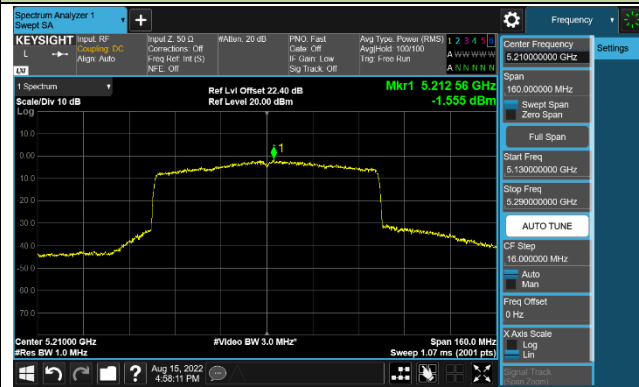 Spectrum Analyzer 1
Swept SA
Frequency
KEYSIGHT
L
LXI
Input: RF
Coupling: DC
Align: Auto
Input Z: 50 Ω
Corrections: Off
Freq Ref: Int (S)
NFE: Off
#Atten: 20 dB
PNO: Fast
Gate: Off
IF Gain: Low
Sig Track: Off
Avg Type: Power (RMS)
Avg|Hold: 100/100
Trig: Free Run
1 2 3 4 5 6
A W W W W W
A N N N N N
1 Spectrum
Scale/Div 10 dB
Ref Lvl Offset 22.40 dB
Ref Level 20.00 dBm
Mkr1 5.212 56 GHz
-1.555 dBm
Log
1
10.0
0.00
-10.0
-20.0
-30.0
-40.0
-50.0
-60.0
-70.0
Center 5.21000 GHz
#Res BW 1.0 MHz
#Video BW 3.0 MHz*
Span 160.0 MHz
Sweep 1.07 ms (2001 pts)
Center Frequency
5.210000000 GHz
Settings
Span
160.000000 MHz
Swept Span
Zero Span
Full Span
Start Freq
5.130000000 GHz
Stop Freq
5.290000000 GHz
AUTO TUNE
CF Step
16.000000 MHz
Auto
Man
Freq Offset
0 Hz
X Axis Scale
Log
Lin
Signal Track
(Span Zoom)
?
Aug 15, 2022
4:58:11 PM